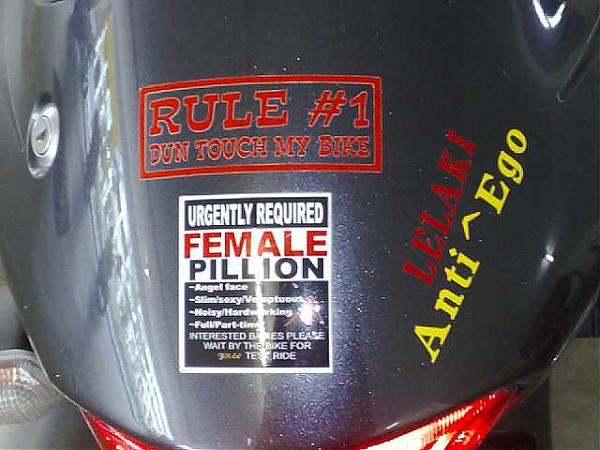 RULE #1
DUN TOUCH MY BIKE
URGENTLY REQUIRED
FEMALE
PILLION
~Angel face
~Slim/sexy/Voluptuous
~Noisy/Hardworking
~Full/Part-time
INTERESTED BABES PLEASE
WAIT BY THE BIKE FOR
TEST RIDE
LELAKI
Anti ^ Ego